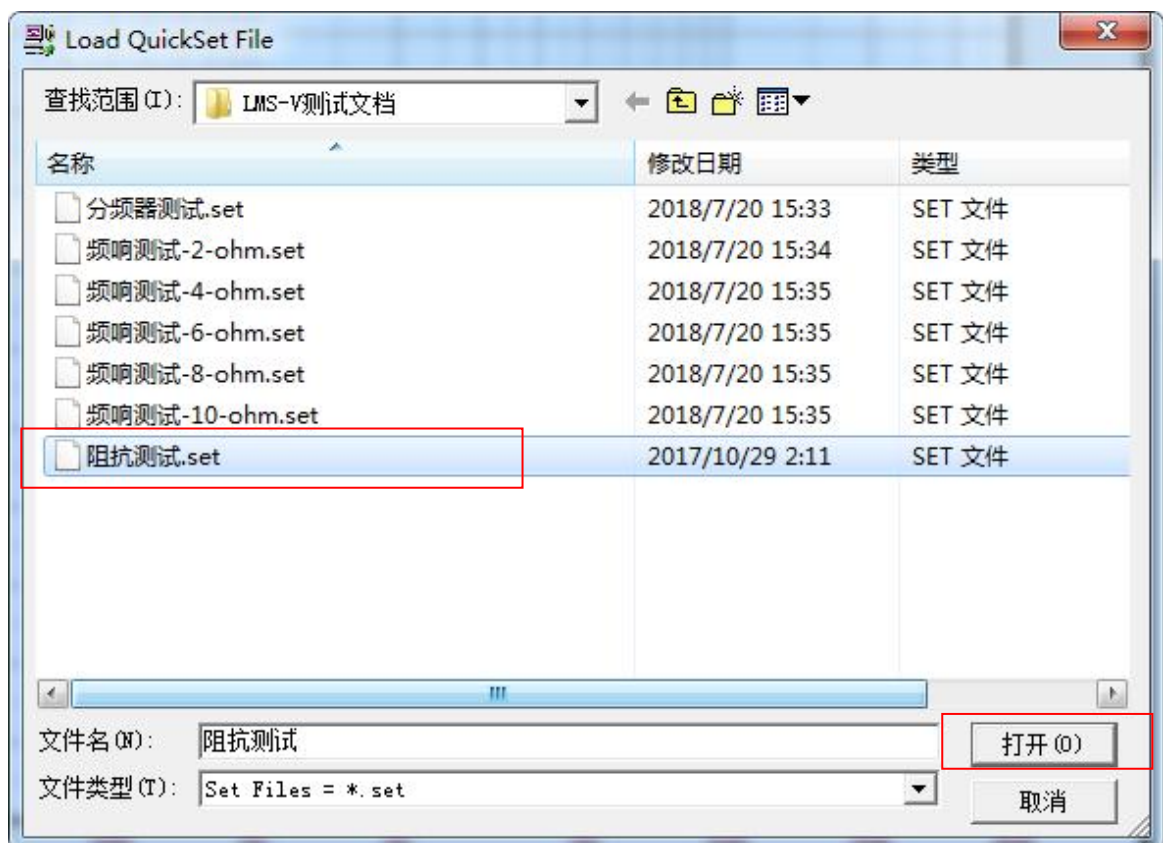 Load QuickSet File
查找范围(I): LMS-V测试文档
名称 修改日期 类型
分频器测试.set 2018/7/20 15:33 SET 文件
频响测试-2-ohm.set 2018/7/20 15:34 SET 文件
频响测试-4-ohm.set 2018/7/20 15:35 SET 文件
频响测试-6-ohm.set 2018/7/20 15:35 SET 文件
频响测试-8-ohm.set 2018/7/20 15:35 SET 文件
频响测试-10-ohm.set 2018/7/20 15:35 SET 文件
阻抗测试.set 2017/10/29 2:11 SET 文件
文件名(N): 阻抗测试 打开(O)
文件类型(T): Set Files = *.set 取消